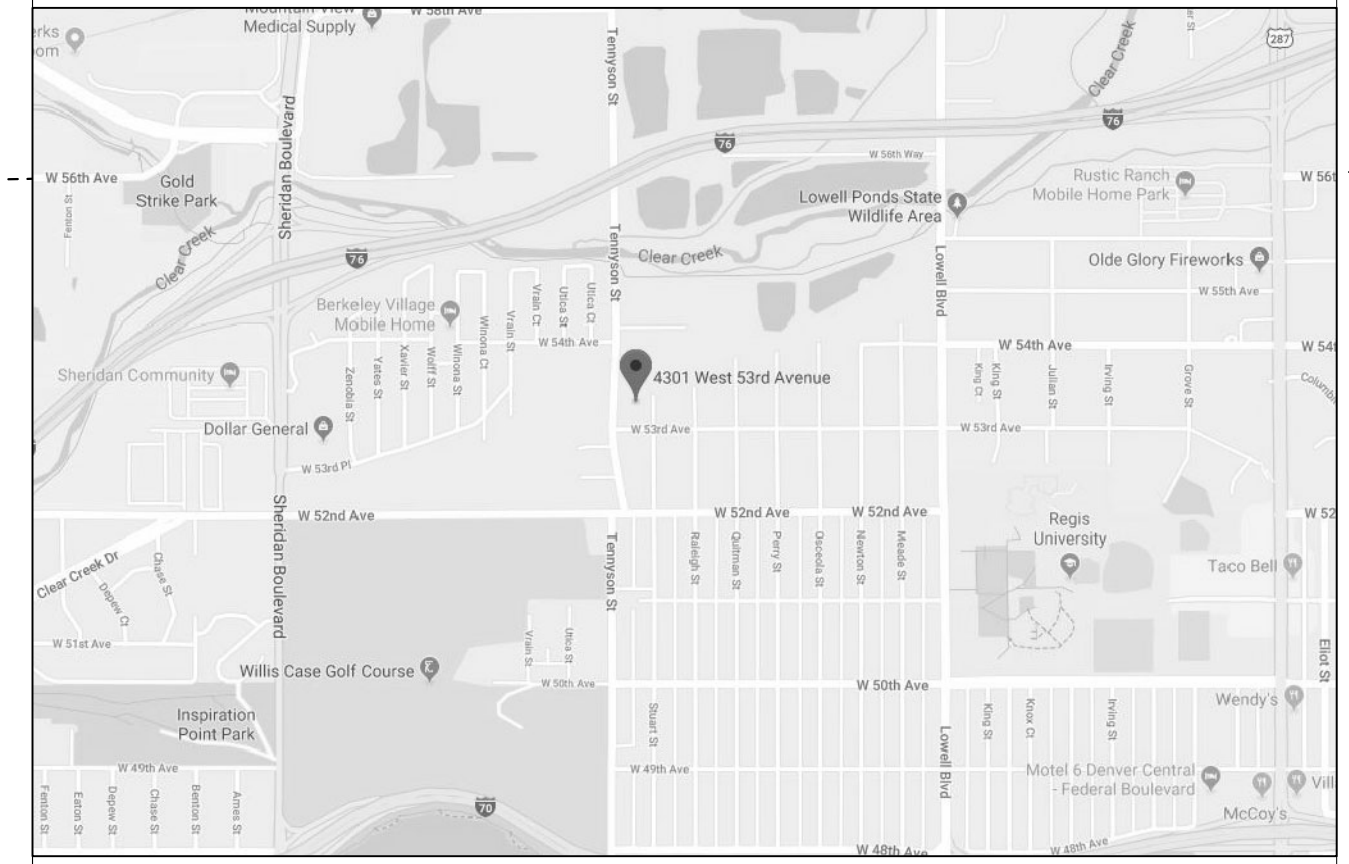 Mountain View
Medical Supply
W 58th Ave
Tennyson St
Clear Creek
287
76
76
W 56th Way
Sheridan Boulevard
W 56th Ave
Gold
Strike Park
Fenton St
Clear Creek
Lowell Ponds State
Wildlife Area
Rustic Ranch
Mobile Home Park
W 56t
76
Tennyson St
Clear Creek
Lowell Blvd
Olde Glory Fireworks
W 55th Ave
Berkeley Village
Mobile Home
Winona Ct
Vrain St
Vrain Ct
Utica St
Utica Ct
W 54th Ave
W 54th Ave
W 54t
Sheridan Community
Zenobia St
Yates St
Xavier St
Wolff St
Winona St
4301 West 53rd Avenue
King Ct
King St
Julian St
Irving St
Grove St
Columbi
Dollar General
W 53rd Ave
W 53rd Ave
W 53rd Pl
Sheridan Boulevard
W 52nd Ave
W 52nd Ave
W 52nd Ave
W 52
Regis
University
Clear Creek Dr
Chase St
Depew Ct
Tennyson St
Raleigh St
Quitman St
Perry St
Osceola St
Newton St
Meade St
Taco Bell
W 51st Ave
Vrain St
Utica St
Eliot St
Willis Case Golf Course
W 50th Ave
W 50th Ave
Wendy's
Inspiration
Point Park
Stuart St
King St
Knox Ct
Irving St
Lowell Blvd
W 49th Ave
W 49th Ave
Motel 6 Denver Central
- Federal Boulevard
Vill
McCoy's
Fenton St
Eaton St
Depew St
Chase St
Benton St
Ames St
70
W 48th Ave
W 48th Ave